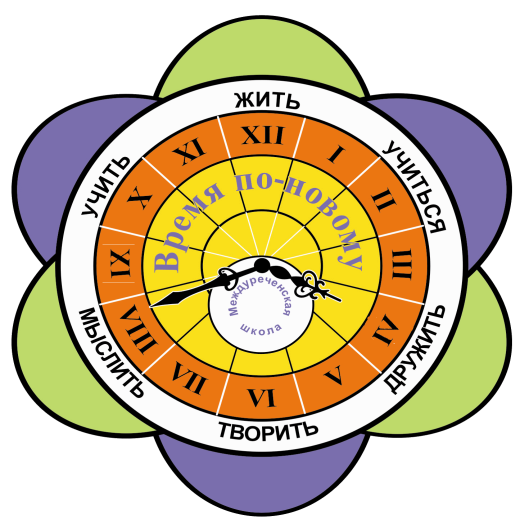 ЖИТЬ
УЧИТЬСЯ
ДРУЖИТЬ
ТВОРИТЬ
МЫСЛИТЬ
УЧИТЬ
XII
I
II
III
IV
V
VI
VII
VIII
IX
X
XI
Время по-новому
Междуреченская
школа